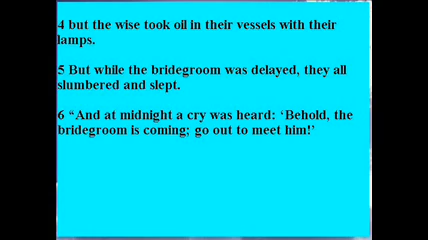 4 but the wise took oil in their vessels with their
lamps.
5 But while the bridegroom was delayed, they all
slumbered and slept.
6 “And at midnight a cry was heard: ‘Behold, the
bridegroom is coming; go out to meet him!’